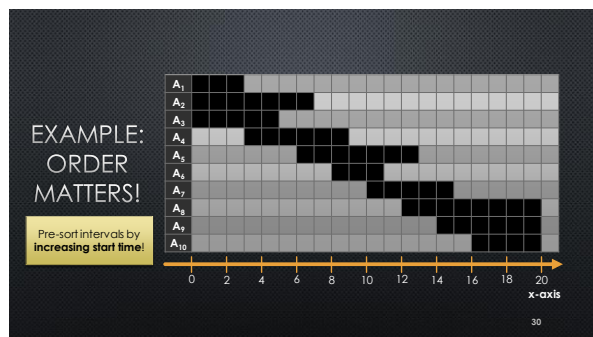 EXAMPLE:
ORDER
MATTERS!
Pre-sort intervals by
increasing start time!
A1
A2
A3
A4
A5
A6
A7
A8
A9
A10
0 2 4 6 8 10 12 14 16 18 20
x-axis
30